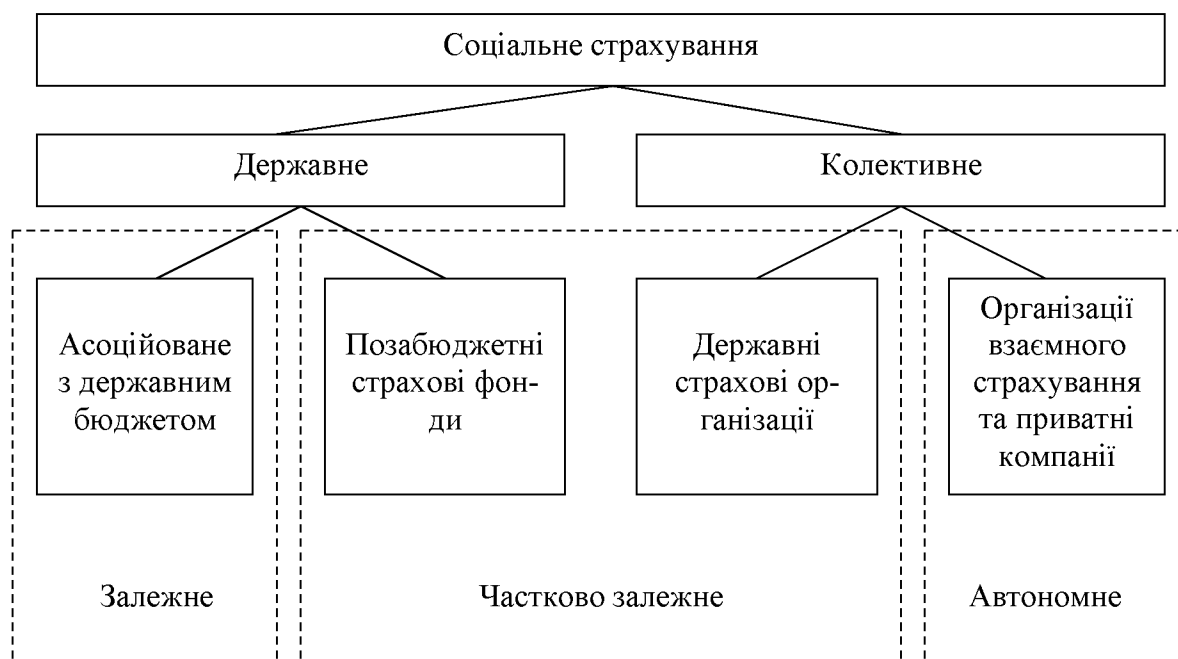 Соціальне страхування
Державне
Колективне
Асоційоване
з державним
бюджетом
Позабюджетні
страхові фон-
ди
Державні
страхові ор-
ганізації
Організації
взаємного
страхування
та приватні
компанії
Залежне
Частково залежне
Автономне